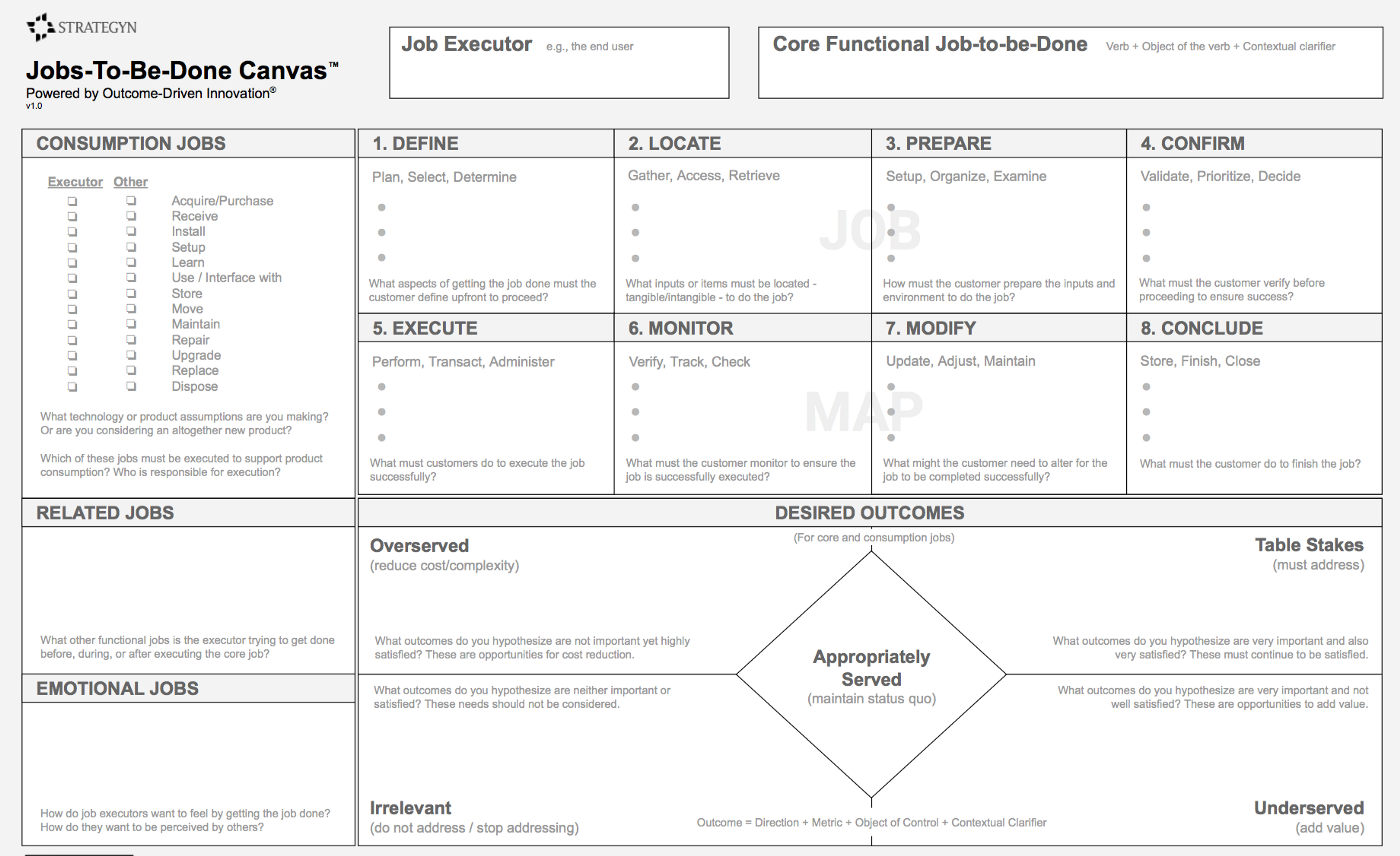 STRATEGYN
Jobs-To-Be-Done Canvas™
Powered by Outcome-Driven Innovation®
v1.0
Job Executor e.g., the end user
Core Functional Job-to-be-Done Verb + Object of the verb + Contextual clarifier
CONSUMPTION JOBS
Executor Other
Acquire/Purchase
Receive
Install
Setup
Learn
Use / Interface with
Store
Move
Maintain
Repair
Upgrade
Replace
Dispose
What technology or product assumptions are you making?
Or are you considering an altogether new product?
Which of these jobs must be executed to support product
consumption? Who is responsible for execution?
JOB
MAP
1. DEFINE
Plan, Select, Determine
What aspects of getting the job done must the
customer define upfront to proceed?
2. LOCATE
Gather, Access, Retrieve
What inputs or items must be located -
tangible/intangible - to do the job?
3. PREPARE
Setup, Organize, Examine
How must the customer prepare the inputs and
environment to do the job?
4. CONFIRM
Validate, Prioritize, Decide
What must the customer verify before
proceeding to ensure success?
5. EXECUTE
Perform, Transact, Administer
What must customers do to execute the job
successfully?
6. MONITOR
Verify, Track, Check
What must the customer monitor to ensure the
job is successfully executed?
7. MODIFY
Update, Adjust, Maintain
What might the customer need to alter for the
job to be completed successfully?
8. CONCLUDE
Store, Finish, Close
What must the customer do to finish the job?
RELATED JOBS
What other functional jobs is the executor trying to get done
before, during, or after executing the core job?
EMOTIONAL JOBS
How do job executors want to feel by getting the job done?
How do they want to be perceived by others?
DESIRED OUTCOMES
(For core and consumption jobs)
Overserved
(reduce cost/complexity)
What outcomes do you hypothesize are not important yet highly
satisfied? These are opportunities for cost reduction.
Table Stakes
(must address)
What outcomes do you hypothesize are very important and also
very satisfied? These must continue to be satisfied.
Appropriately
Served
(maintain status quo)
What outcomes do you hypothesize are neither important or
satisfied? These needs should not be considered.
Irrelevant
(do not address / stop addressing)
What outcomes do you hypothesize are very important and not
well satisfied? These are opportunities to add value.
Underserved
(add value)
Outcome = Direction + Metric + Object of Control + Contextual Clarifier